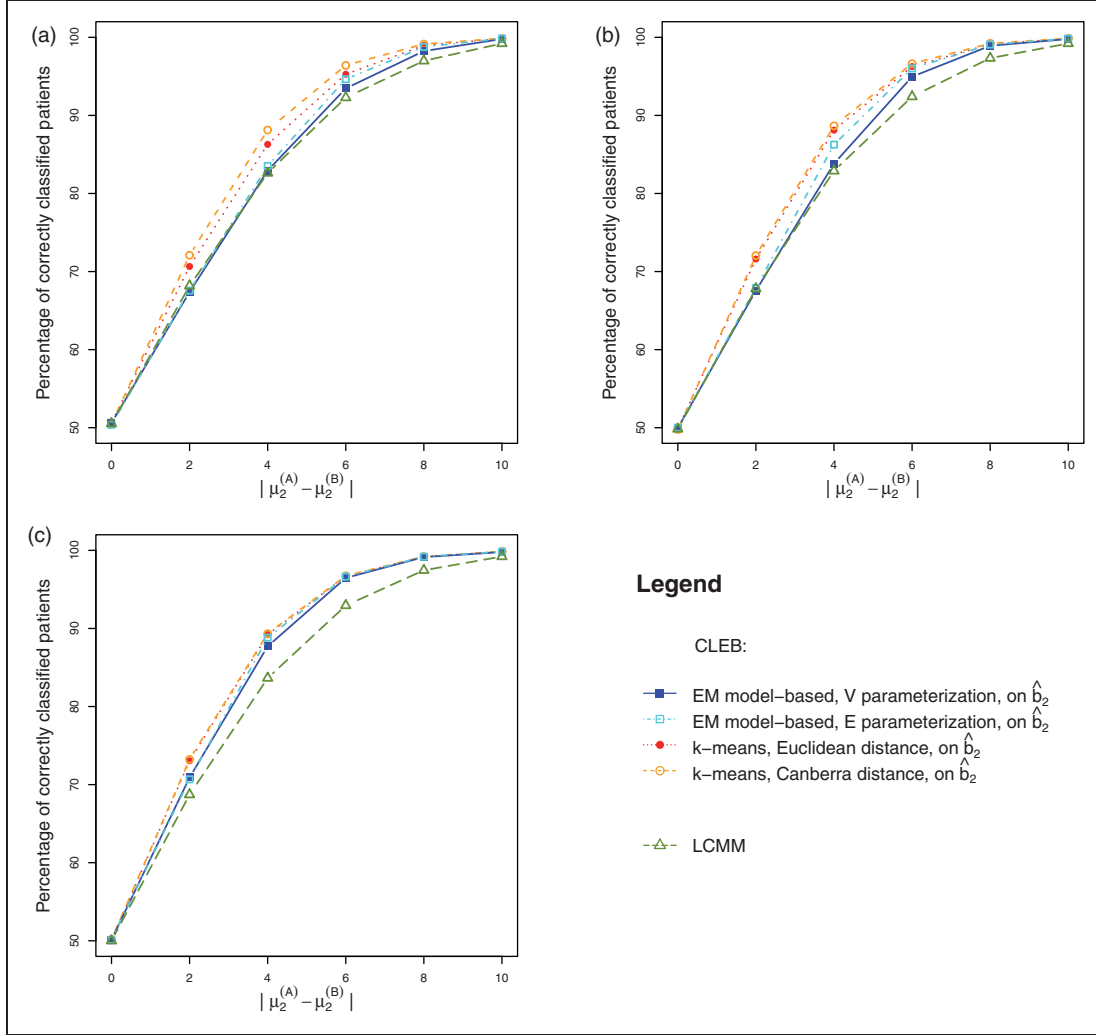 (a)
Percentage of correctly classified patients
100
90
80
70
60
50
0 2 4 6 8 10
| μ₂⁽ᴬ⁾ − μ₂⁽ᴮ⁾ |
(b)
Percentage of correctly classified patients
100
90
80
70
60
50
0 2 4 6 8 10
| μ₂⁽ᴬ⁾ − μ₂⁽ᴮ⁾ |
(c)
Percentage of correctly classified patients
100
90
80
70
60
50
0 2 4 6 8 10
| μ₂⁽ᴬ⁾ − μ₂⁽ᴮ⁾ |
Legend
CLEB:
EM model−based, V parameterization, on b̂₂
EM model−based, E parameterization, on b̂₂
k−means, Euclidean distance, on b̂₂
k−means, Canberra distance, on b̂₂
LCMM